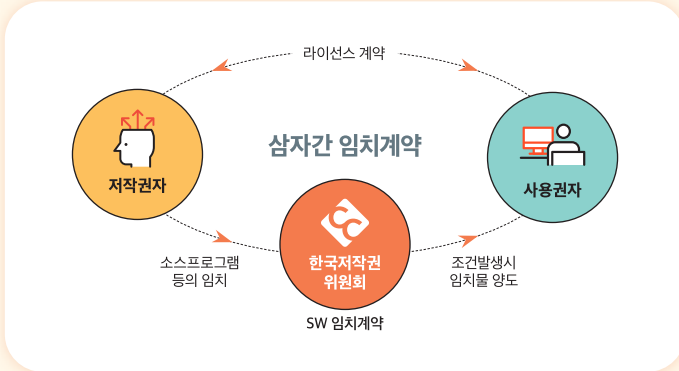 라이선스 계약
삼자간 임치계약
저작권자
사용권자
소스프로그램
등의 임치
한국저작권
위원회
조건발생시
임치물 양도
SW 임치계약